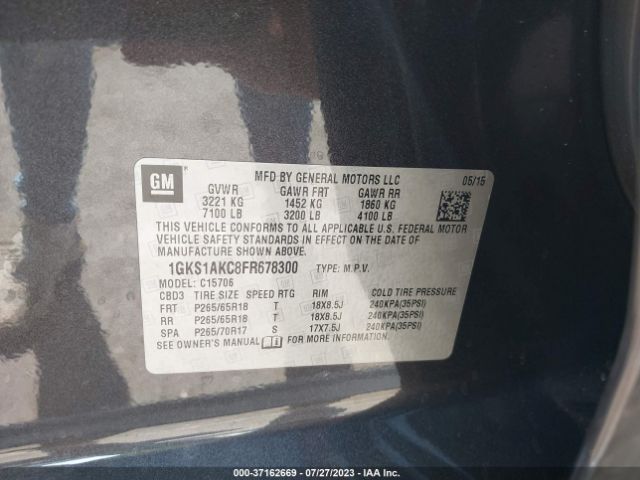 GM
MFD BY GENERAL MOTORS LLC 05/15
GVWR GAWR FRT GAWR RR
3221 KG 1452 KG 1860 KG
7100 LB 3200 LB 4100 LB
THIS VEHICLE CONFORMS TO ALL APPLICABLE U.S. FEDERAL MOTOR
VEHICLE SAFETY STANDARDS IN EFFECT ON THE DATE OF
MANUFACTURE SHOWN ABOVE.
1GKS1AKC8FR678300 TYPE: M.P.V.
MODEL: C15706
CBD3 TIRE SIZE SPEED RTG RIM COLD TIRE PRESSURE
FRT P265/65R18 T 18X8.5J 240KPA(35PSI)
RR P265/65R18 T 18X8.5J 240KPA(35PSI)
SPA P265/70R17 S 17X7.5J 240KPA(35PSI)
SEE OWNER'S MANUAL FOR MORE INFORMATION.
COPART: 0000-37162669 - 07/27/2023 - IAA Inc.